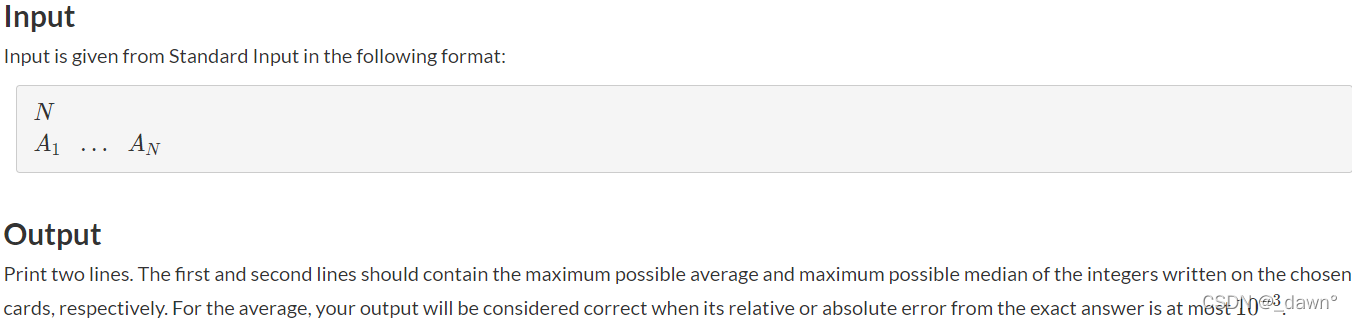 Input
Input is given from Standard Input in the following format:
N
A₁ … A_N
Output
Print two lines. The first and second lines should contain the maximum possible average and maximum possible median of the integers written on the chosen
cards, respectively. For the average, your output will be considered correct when its relative or absolute error from the exact answer is at most 10⁻³.
CSDN @_dawn°